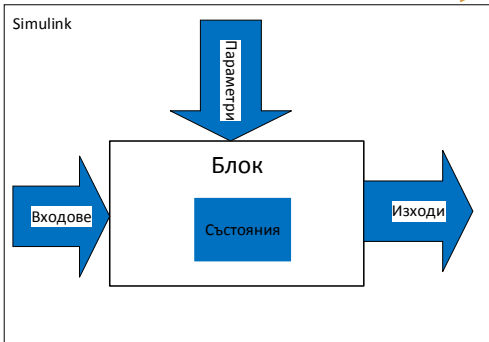 Simulink
Параметри
Блок
Състояния
Входове
Изходи